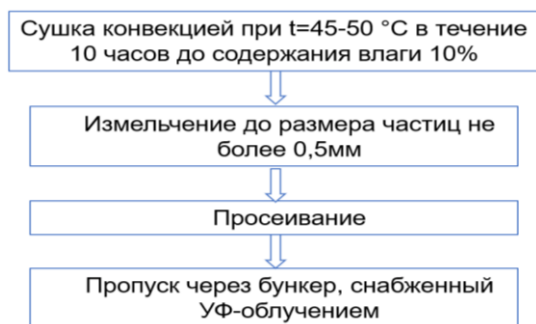 Сушка конвекцией при t=45-50 °C в течение
10 часов до содержания влаги 10%
Измельчение до размера частиц не
более 0,5мм
Просеивание
Пропуск через бункер, снабженный
УФ-облучением